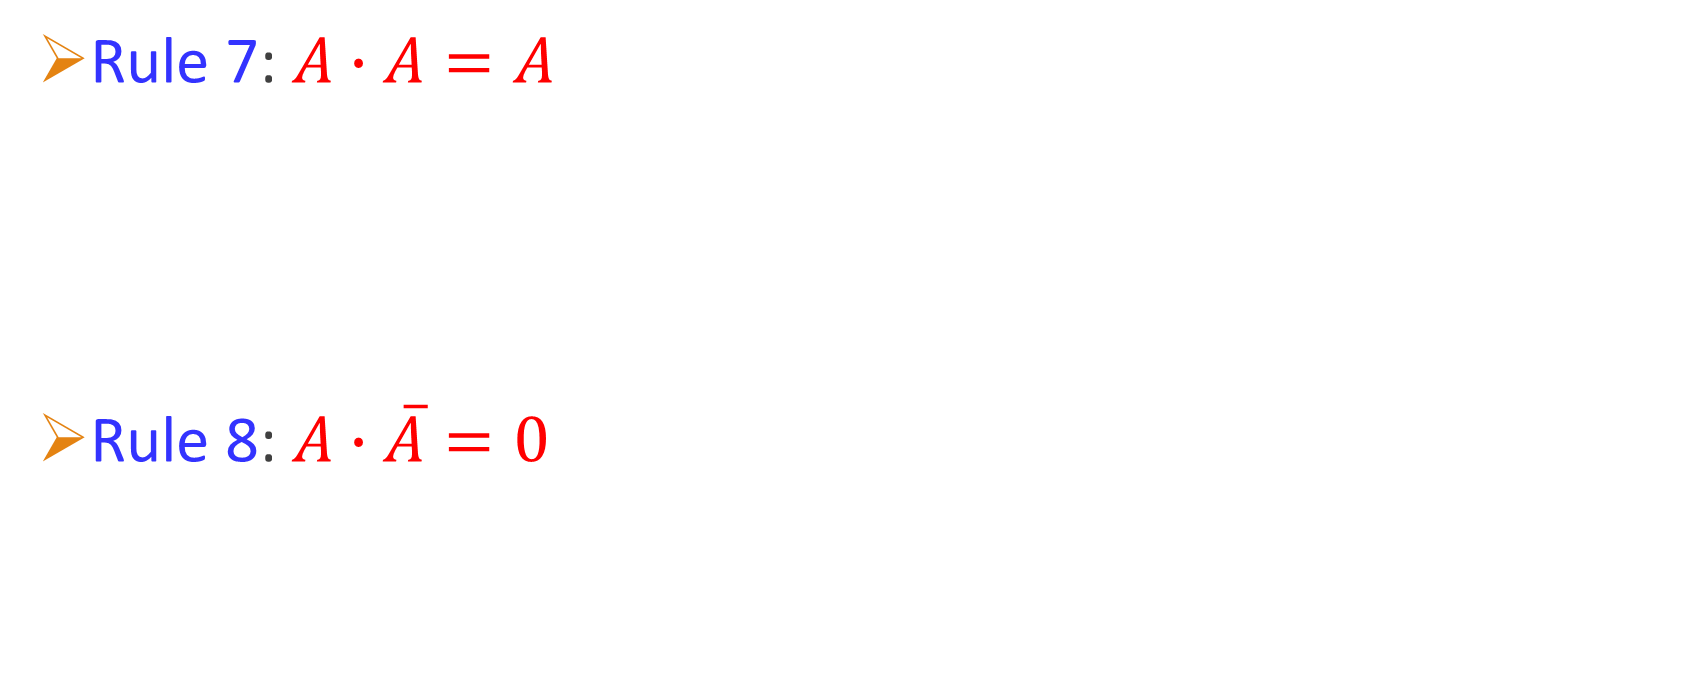 ➢Rule 7: A · A = A
➢Rule 8: A · A̅ = 0